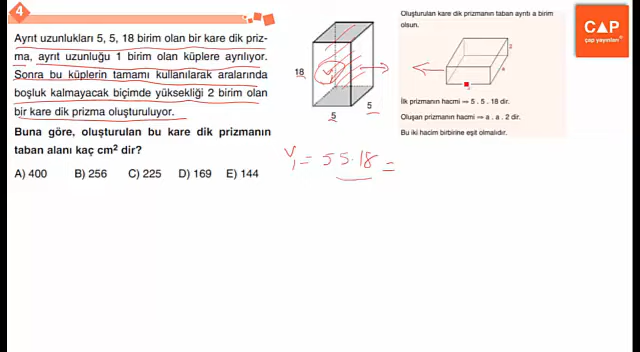 4
Ayrıt uzunlukları 5, 5, 18 birim olan bir kare dik priz-
ma, ayrıt uzunluğu 1 birim olan küplere ayrılıyor.
Sonra bu küplerin tamamı kullanılarak aralarında
boşluk kalmayacak biçimde yüksekliği 2 birim olan
bir kare dik prizma oluşturuluyor.
Buna göre, oluşturulan bu kare dik prizmanın
taban alanı kaç cm² dir?
A) 400 B) 256 C) 225 D) 169 E) 144
18
5
5
V₁ = 5 5 . 18 =
Oluşturulan kare dik prizmanın taban ayrıtı a birim
olsun.
2
a
İlk prizmanın hacmi ⇒ 5 . 5 . 18 dir.
Oluşan prizmanın hacmi ⇒ a . a . 2 dir.
Bu iki hacim birbirine eşit olmalıdır.
ÇAP
çap yayınları